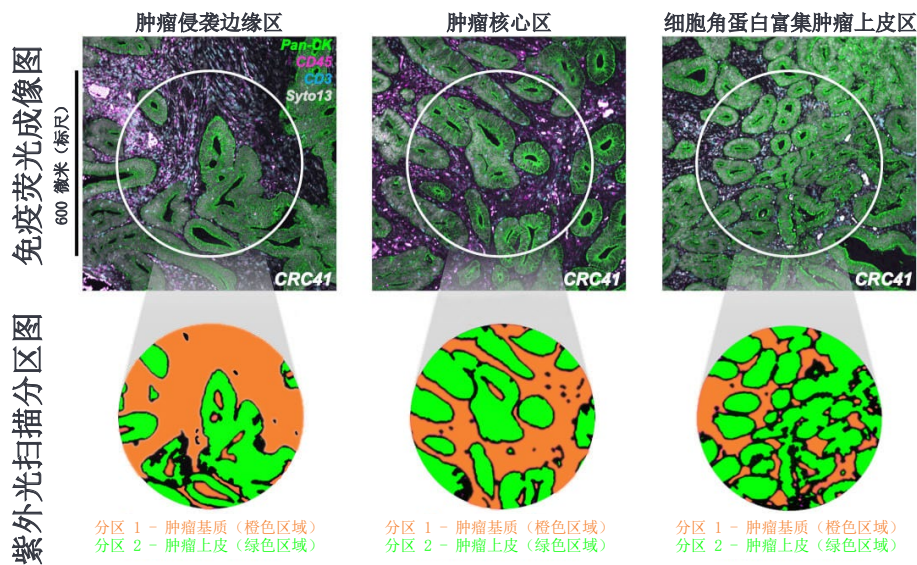 肿瘤侵袭边缘区
肿瘤核心区
细胞角蛋白富集肿瘤上皮区
免疫荧光成像图
600 微米（标尺）
Pan-CK
CD45
CD3
Syto13
CRC41
CRC41
CRC41
紫外光扫描分区图
分区 1 - 肿瘤基质（橙色区域）
分区 2 - 肿瘤上皮（绿色区域）
分区 1 - 肿瘤基质（橙色区域）
分区 2 - 肿瘤上皮（绿色区域）
分区 1 - 肿瘤基质（橙色区域）
分区 2 - 肿瘤上皮（绿色区域）